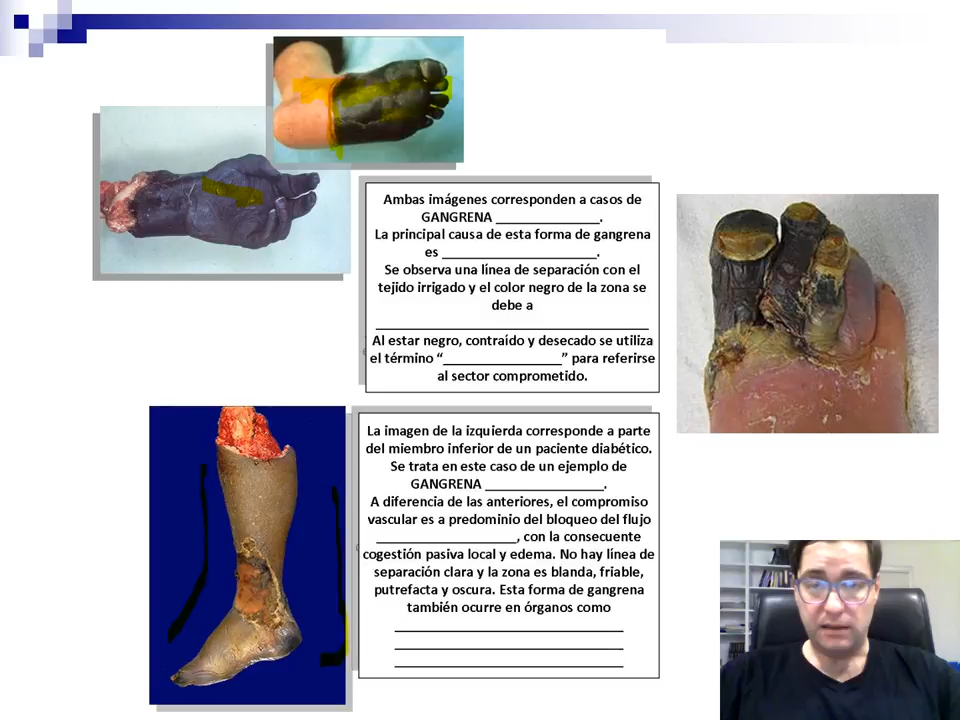 Ambas imágenes corresponden a casos de
GANGRENA ______________.
La principal causa de esta forma de gangrena
es _____________________.
Se observa una línea de separación con el
tejido irrigado y el color negro de la zona se
debe a
_____________________________________
Al estar negro, contraído y desecado se utiliza
el término “________________” para referirse
al sector comprometido.
La imagen de la izquierda corresponde a parte
del miembro inferior de un paciente diabético.
Se trata en este caso de un ejemplo de
GANGRENA ________________.
A diferencia de las anteriores, el compromiso
vascular es a predominio del bloqueo del flujo
___________________, con la consecuente
cogestión pasiva local y edema. No hay línea de
separación clara y la zona es blanda, friable,
putrefacta y oscura. Esta forma de gangrena
también ocurre en órganos como
_______________________________
_______________________________
_______________________________